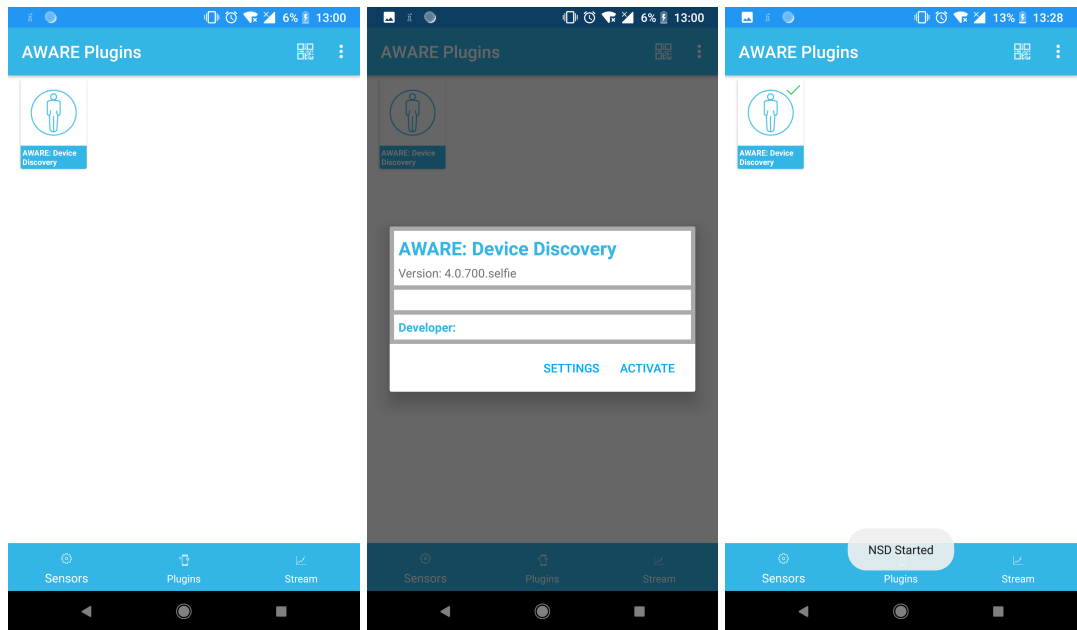 6% 13:00
AWARE Plugins
AWARE: Device
Discovery
Sensors
Plugins
Stream
6% 13:00
AWARE Plugins
AWARE: Device
Discovery
AWARE: Device Discovery
Version: 4.0.700.selfie
Developer:
SETTINGS ACTIVATE
Sensors
Plugins
Stream
13% 13:28
AWARE Plugins
AWARE: Device
Discovery
NSD Started
Sensors
Plugins
Stream